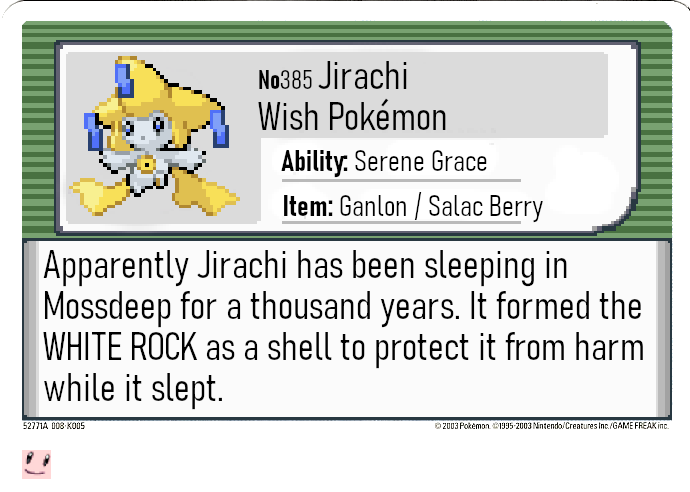 No385 Jirachi
Wish Pokémon
Ability: Serene Grace
Item: Ganlon / Salac Berry
Apparently Jirachi has been sleeping in
Mossdeep for a thousand years. It formed the
WHITE ROCK as a shell to protect it from harm
while it slept.
52771A 008-K005
© 2003 Pokémon. ©1995-2003 Nintendo/Creatures Inc./GAME FREAK inc.